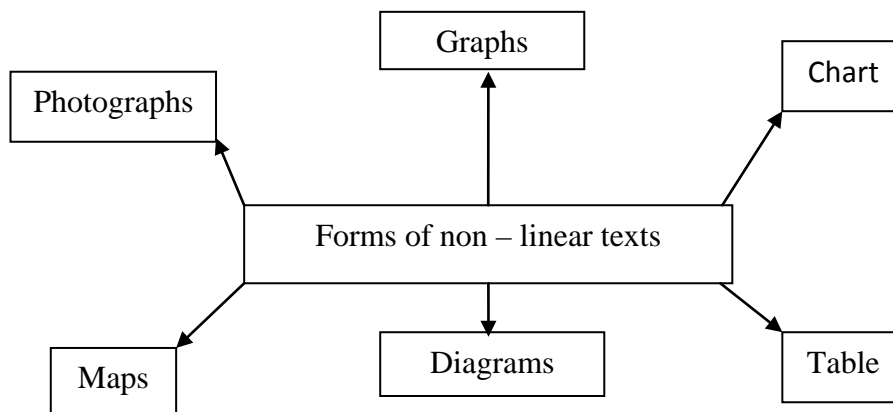 Graphs
Chart
Photographs
Forms of non – linear texts
Maps
Diagrams
Table